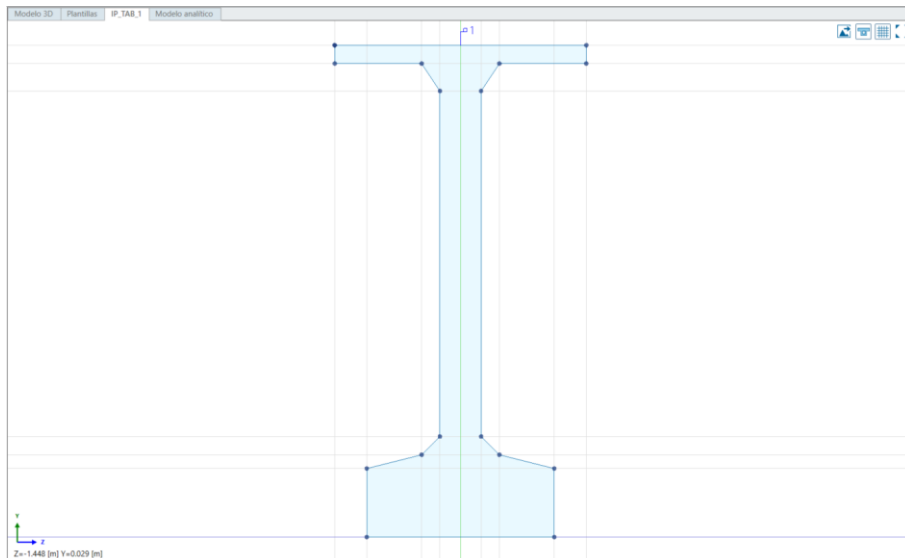 Modelo 3D Plantillas IP_TAB_1 Modelo analítico
1
Y
Z
Z=-1.448 [m] Y=0.029 [m]